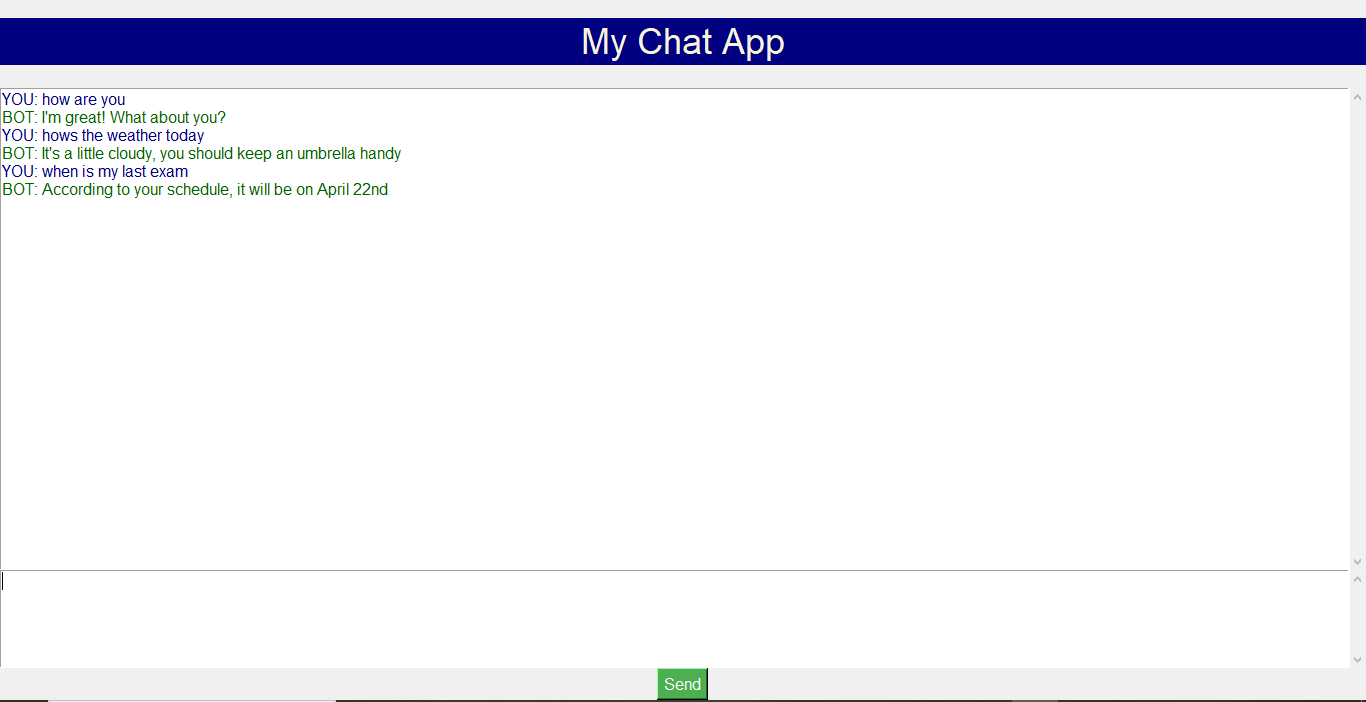 My Chat App
YOU: how are you
BOT: I'm great! What about you?
YOU: hows the weather today
BOT: It's a little cloudy, you should keep an umbrella handy
YOU: when is my last exam
BOT: According to your schedule, it will be on April 22nd
Send